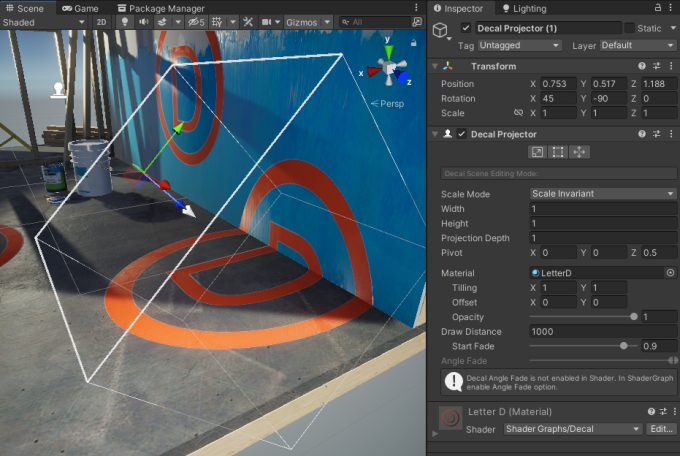 Scene Game Package Manager
Shaded 2D 5 Gizmos All
y
x
z
Persp
D
D
D
Inspector Lighting
Decal Projector (1) Static
Tag Untagged Layer Default
Transform
Position X 0.753 Y 0.517 Z 1.188
Rotation X 45 Y -90 Z 0
Scale X 1 Y 1 Z 1
Decal Projector
Decal Scene Editing Mode:
Scale Mode Scale Invariant
Width 1
Height 1
Projection Depth 1
Pivot X 0 Y 0 Z 0.5
Material LetterD
Tilling X 1 Y 1
Offset X 0 Y 0
Opacity 1
Draw Distance 1000
Start Fade 0.9
Angle Fade
Decal Angle Fade is not enabled in Shader. In ShaderGraph
enable Angle Fade option.
Letter D (Material)
Shader Shader Graphs/Decal Edit...